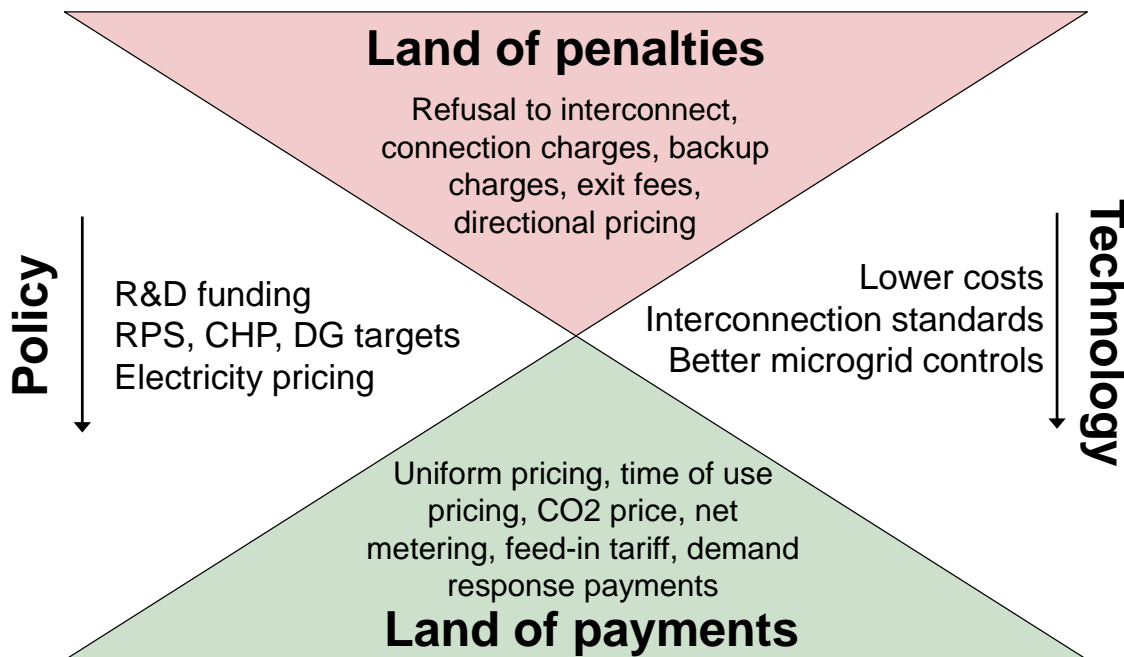 Land of penalties
Refusal to interconnect,
connection charges, backup
charges, exit fees,
directional pricing
Policy
R&D funding
RPS, CHP, DG targets
Electricity pricing
Lower costs
Interconnection standards
Better microgrid controls
Technology
Uniform pricing, time of use
pricing, CO2 price, net
metering, feed-in tariff, demand
response payments
Land of payments